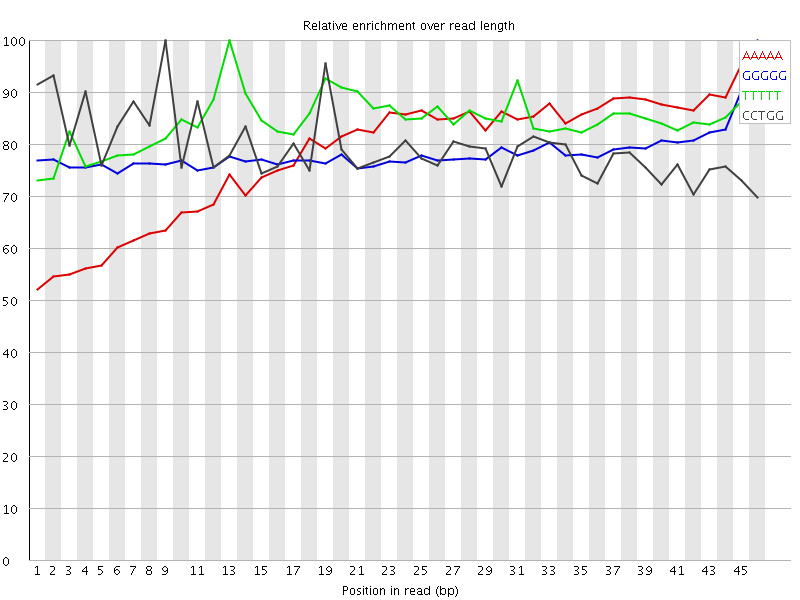 Relative enrichment over read length
100
90
80
70
60
50
40
30
20
10
0
AAAAA
GGGGG
TTTTT
CCTGG
1 2 3 4 5 6 7 8 9 11 13 15 17 19 21 23 25 27 29 31 33 35 37 39 41 43 45
Position in read (bp)